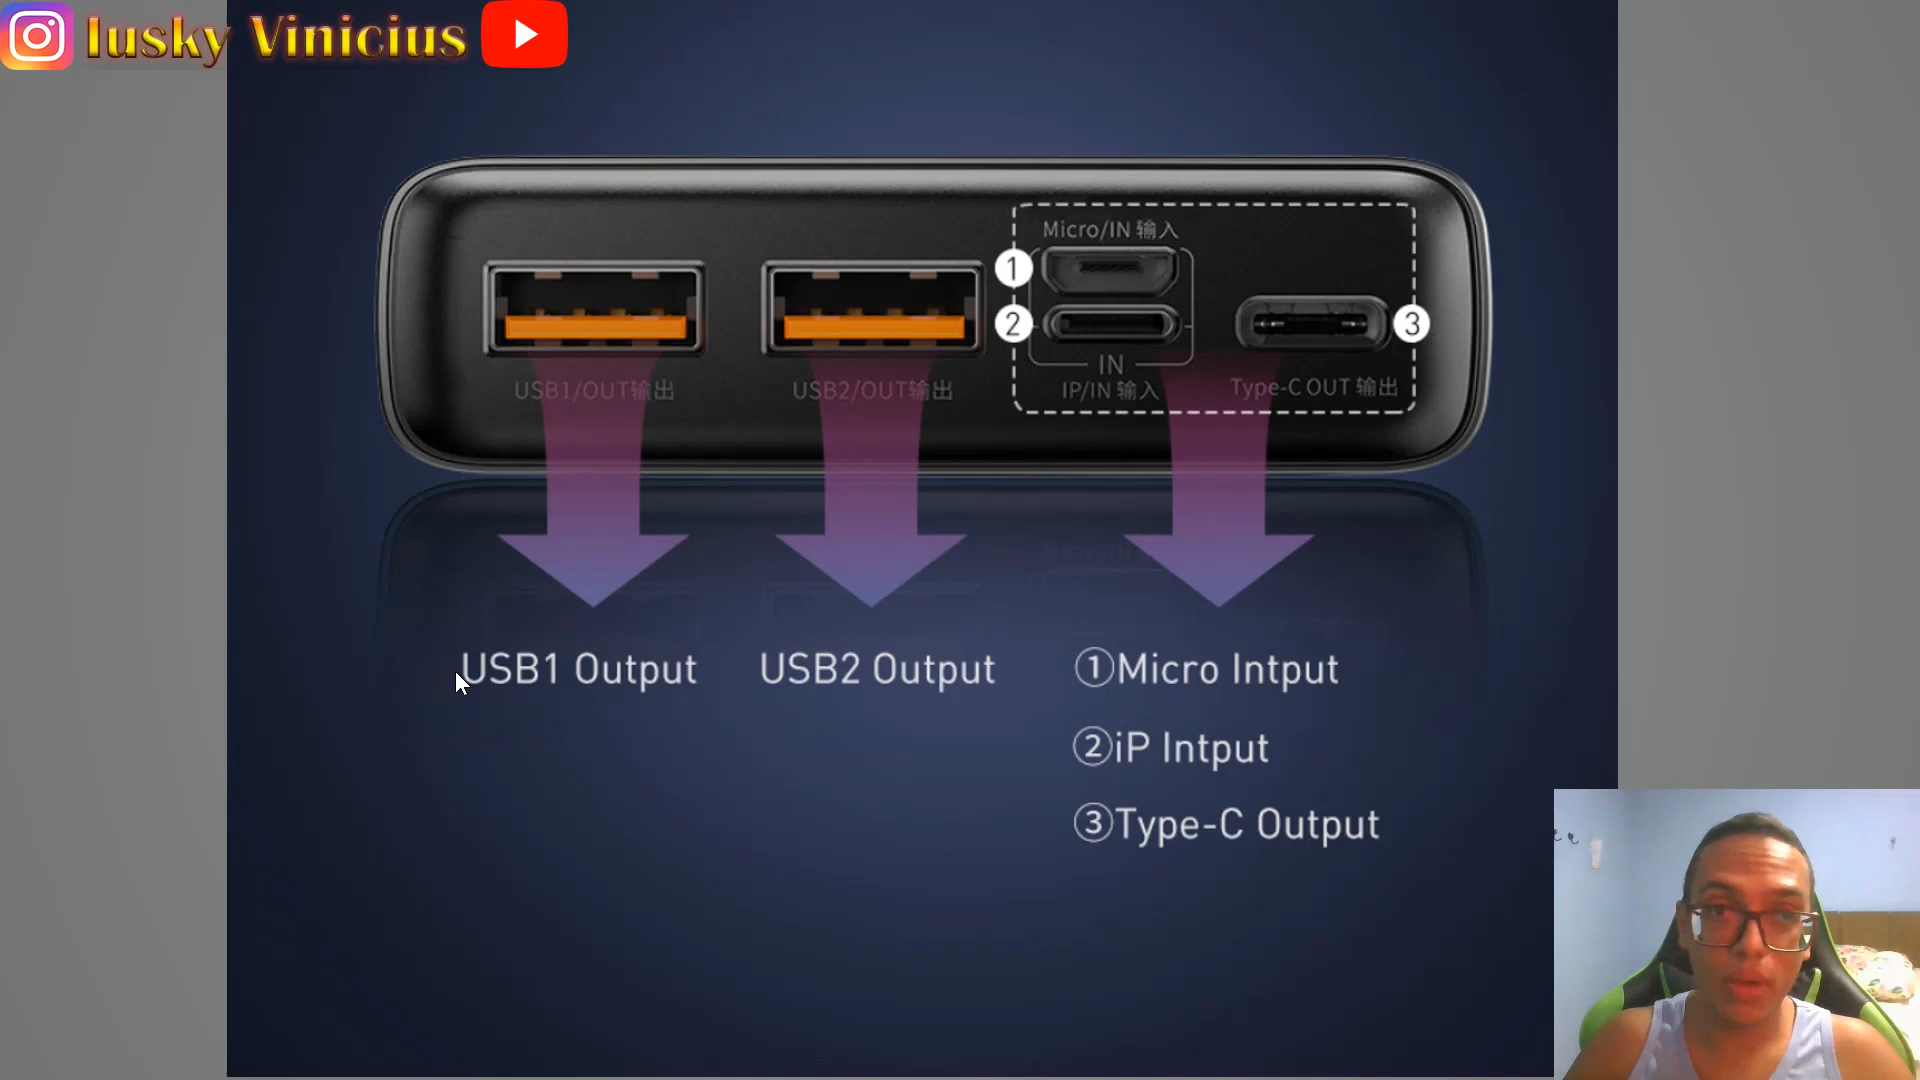 Iusky Vinicius
Micro/IN 输入
1
2
3
IN
USB1/OUT输出
USB2/OUT输出
IP/IN 输入
Type-C OUT 输出
USB1 Output
USB2 Output
①Micro Intput
②iP Intput
③Type-C Output